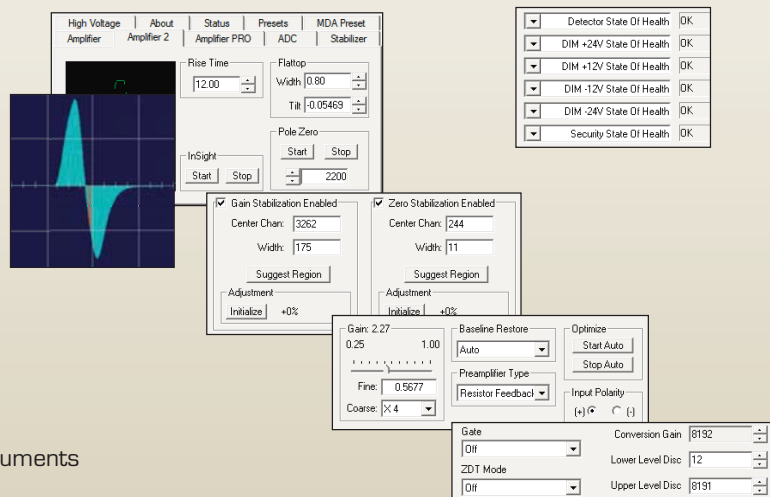 High Voltage About Status Presets MDA Preset
Amplifier Amplifier 2 Amplifier PRO ADC Stabilizer
Rise Time
12.00
Flattop
Width 0.80
Tilt -0.05469
Pole Zero
Start Stop
2200
InSight
Start Stop
Detector State Of Health OK
DIM +24V State Of Health OK
DIM +12V State Of Health OK
DIM -12V State Of Health OK
DIM -24V State Of Health OK
Security State Of Health OK
Gain Stabilization Enabled
Center Chan: 3262
Width: 175
Suggest Region
Adjustment
Initialize +0%
Zero Stabilization Enabled
Center Chan: 244
Width: 11
Suggest Region
Adjustment
Initialize +0%
Gain: 2.27
0.25 1.00
Fine: 0.5677
Coarse: X 4
Baseline Restore
Auto
Preamplifier Type
Resistor Feedback
Optimize
Start Auto
Stop Auto
Input Polarity
(+) (-)
Gate
Off
ZDT Mode
Off
Conversion Gain 8192
Lower Level Disc 12
Upper Level Disc 8191
uments